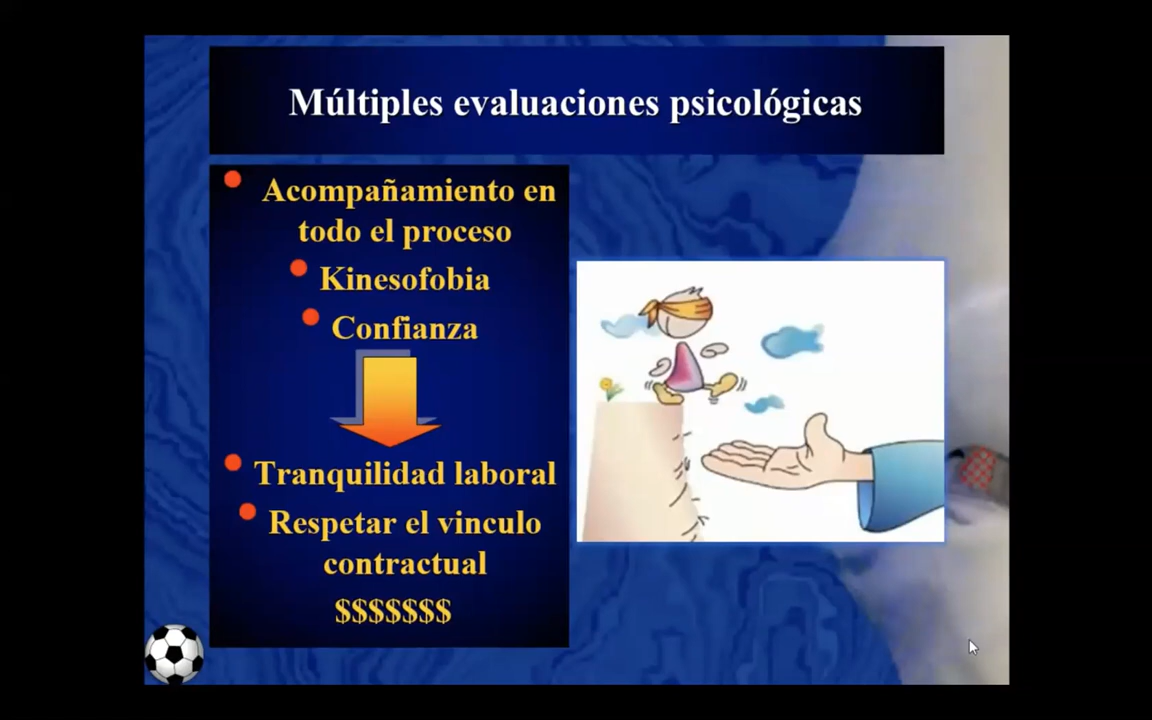 Múltiples evaluaciones psicológicas
Acompañamiento en
todo el proceso
Kinesofobia
Confianza
Tranquilidad laboral
Respetar el vinculo
contractual
$$$$$$$